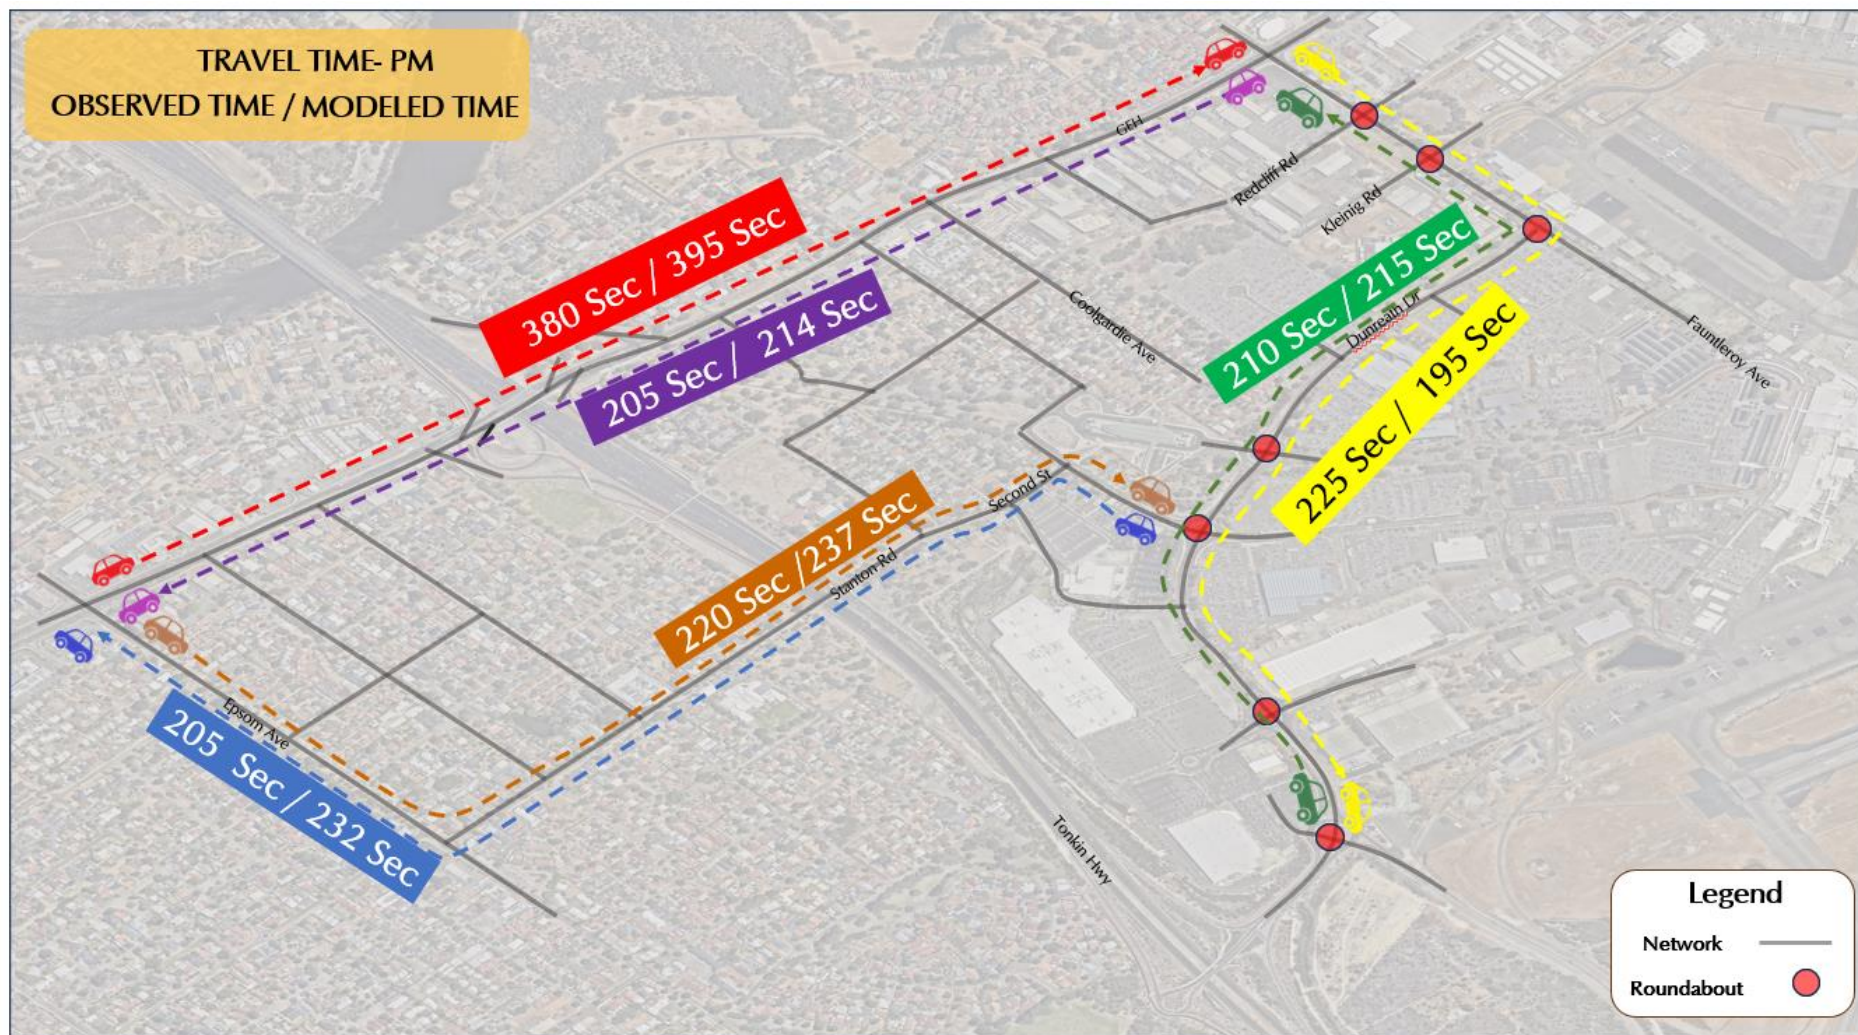 TRAVEL TIME- PM
OBSERVED TIME / MODELED TIME
GEH
Redcliff Rd
Kleinig Rd
380 Sec / 395 Sec
205 Sec / 214 Sec
210 Sec / 215 Sec
Coolgardie Ave
Dunreath Dr
Fauntleroy Ave
225 Sec / 195 Sec
Second St
220 Sec /237 Sec
Stanton Rd
Epsom Ave
205 Sec / 232 Sec
Tonkin Hwy
Legend
Network
Roundabout